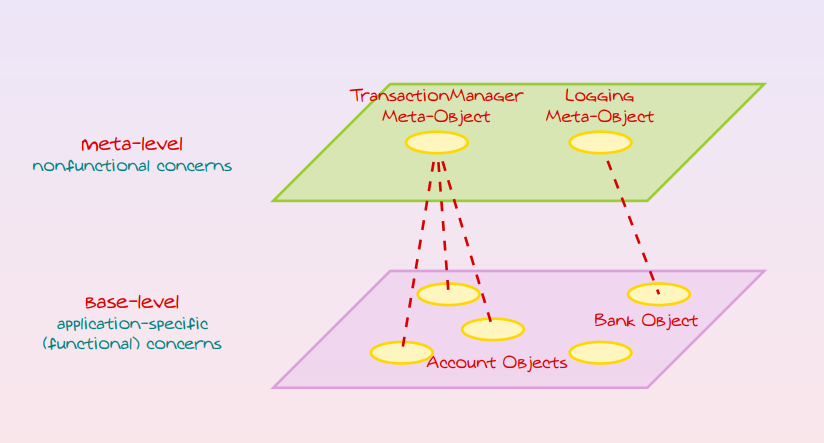 TransactionManager
Meta-Object
Logging
Meta-Object
Meta-level
nonfunctional concerns
Base-level
application-specific
(functional) concerns
Bank Object
Account Objects